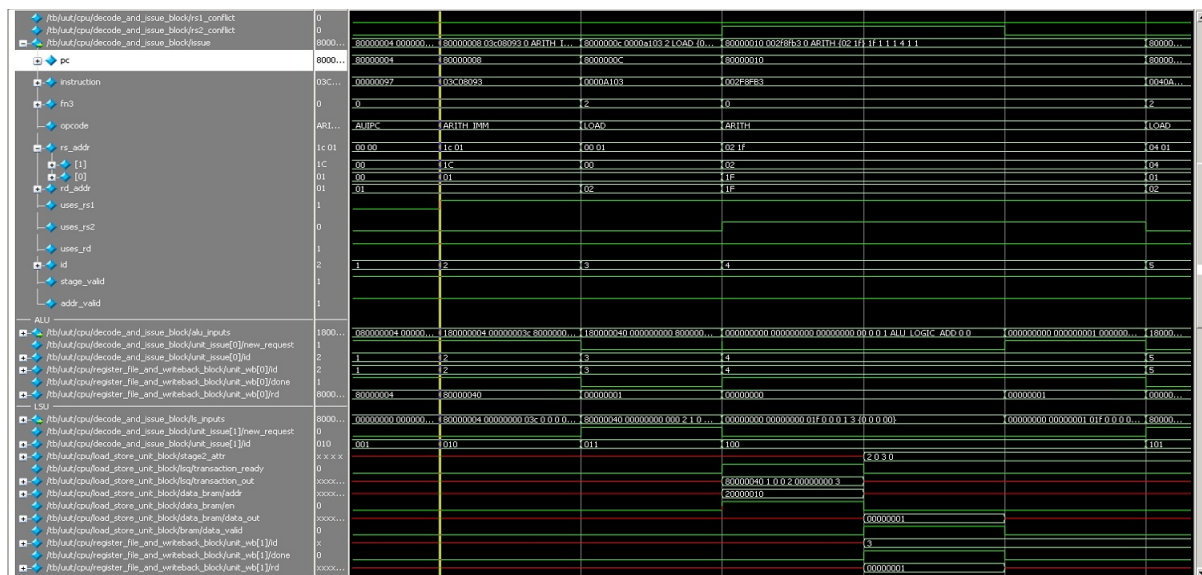 /tb/uut/cpu/decode_and_issue_block/rs1_conflict 0
/tb/uut/cpu/decode_and_issue_block/rs2_conflict 0
/tb/uut/cpu/decode_and_issue_block/issue 8000... 80000004 000000... 80000008 03c08093 0 ARITH_I... 8000000c 0000a103 2 LOAD {0... 80000010 002f8fb3 0 ARITH {02 1f} 1f 1 1 1 4 1 1 80000...
pc 8000... 80000004 80000008 8000000C 80000010 80000...
instruction 03C... 00000097 03C08093 0000A103 002F8FB3 0040A...
fn3 0 0 2 0 2
opcode ARI... AUIPC ARITH_IMM LOAD ARITH LOAD
rs_addr 1c 01 00 00 1c 01 00 01 02 1f 04 01
[1] 1C 00 1C 00 02 04
[0] 01 00 01 1F 01
rd_addr 01 01 02 1F 02
uses_rs1 1
uses_rs2 0
uses_rd 1
id 2 1 2 3 4 5
stage_valid 1
addr_valid 1
ALU
/tb/uut/cpu/decode_and_issue_block/alu_inputs 1800... 080000004 00000... 180000004 00000003c 8000000... 180000040 000000000 800000... 000000000 000000000 00000000 00 0 0 1 ALU_LOGIC_ADD 0 0 000000000 000000001 000000... 18000...
/tb/uut/cpu/decode_and_issue_block/unit_issue[0]/new_request 1
/tb/uut/cpu/decode_and_issue_block/unit_issue[0]/id 2 1 2 3 4 5
/tb/uut/cpu/register_file_and_writeback_block/unit_wb[0]/id 2 1 2 3 4 5
/tb/uut/cpu/register_file_and_writeback_block/unit_wb[0]/done 1
/tb/uut/cpu/register_file_and_writeback_block/unit_wb[0]/rd 8000... 80000004 80000040 00000001 00000000 00000001 00000...
LSU
/tb/uut/cpu/decode_and_issue_block/ls_inputs 8000... 00000000 000000... 80000004 00000000 03c 0 0 0 0... 80000040 00000000 000 2 1 0 ... 00000000 00000000 01f 0 0 0 1 3 {0 0 0 00} 00000000 00000001 01f 0 0 0 1... 80000...
/tb/uut/cpu/decode_and_issue_block/unit_issue[1]/new_request 0
/tb/uut/cpu/decode_and_issue_block/unit_issue[1]/id 010 001 010 011 100 101
/tb/uut/cpu/load_store_unit_block/stage2_attr x x x x 2 0 3 0
/tb/uut/cpu/load_store_unit_block/lsq/transaction_ready 0
/tb/uut/cpu/load_store_unit_block/lsq/transaction_out xxxx... 80000040 1 0 0 2 00000000 3
/tb/uut/cpu/load_store_unit_block/data_bram/addr xxxx... 20000010
/tb/uut/cpu/load_store_unit_block/data_bram/en 0
/tb/uut/cpu/load_store_unit_block/data_bram/data_out xxxx... 00000001
/tb/uut/cpu/load_store_unit_block/bram/data_valid 0
/tb/uut/cpu/register_file_and_writeback_block/unit_wb[1]/id x 3
/tb/uut/cpu/register_file_and_writeback_block/unit_wb[1]/done 0
/tb/uut/cpu/register_file_and_writeback_block/unit_wb[1]/rd xxxx... 00000001